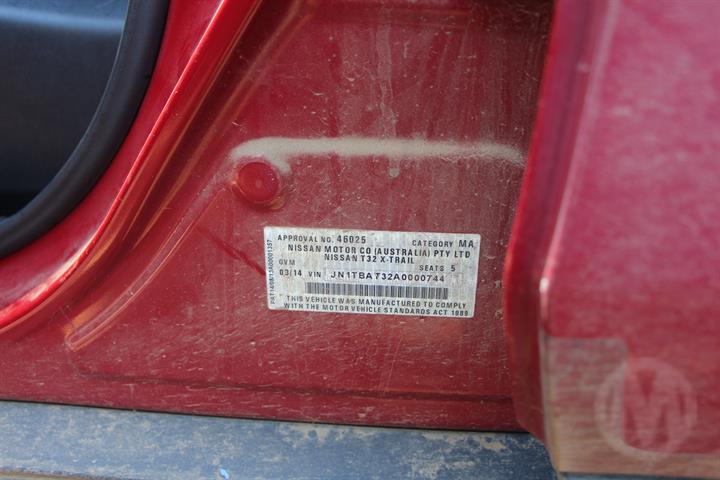 APPROVAL NO. 46025 CATEGORY MA
NISSAN MOTOR CO (AUSTRALIA) PTY LTD
NISSAN T32 X-TRAIL
GVM SEATS 5
03/14 VIN JN1TBA732A0000744
THIS VEHICLE WAS MANUFACTURED TO COMPLY
WITH THE MOTOR VEHICLE STANDARDS ACT 1989
M